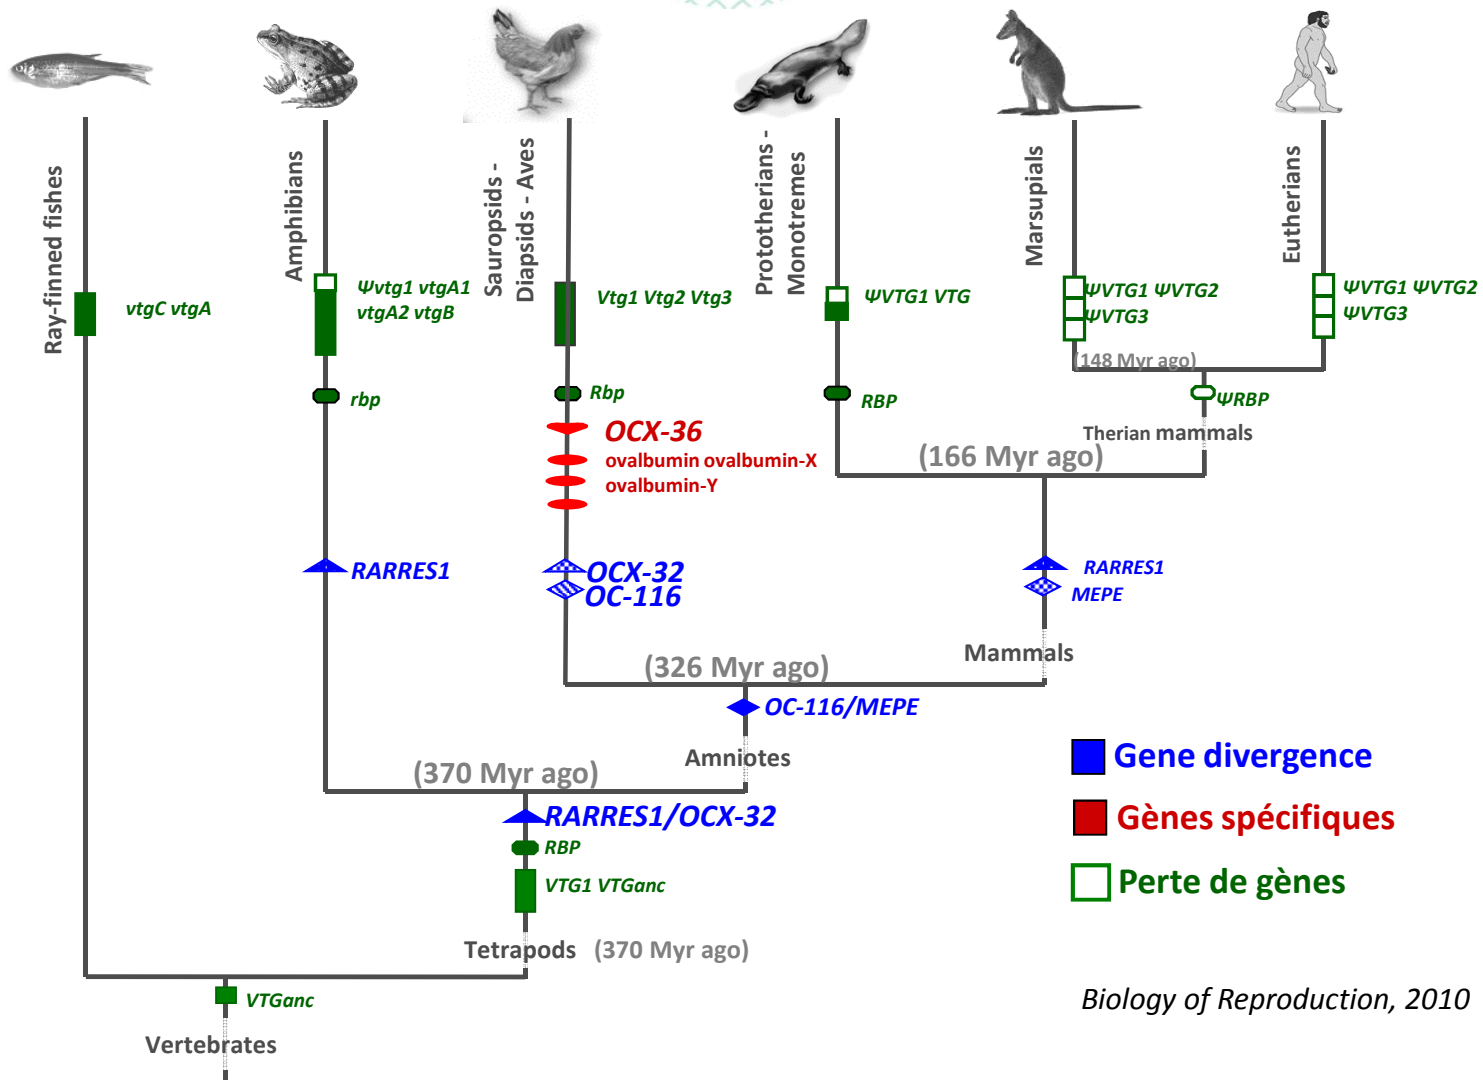 Ray-finned fishes
Amphibians
Sauropsids -
Diapsids - Aves
Prototherians -
Monotremes
Marsupials
Eutherians
vtgC vtgA
Ψvtg1 vtgA1
vtgA2 vtgB
Vtg1 Vtg2 Vtg3
ΨVTG1 VTG
ΨVTG1 ΨVTG2
ΨVTG3
ΨVTG1 ΨVTG2
ΨVTG3
(148 Myr ago)
rbp
Rbp
RBP
ΨRBP
OCX-36
ovalbumin ovalbumin-X
ovalbumin-Y
Therian mammals
(166 Myr ago)
RARRES1
OCX-32
OC-116
RARRES1
MEPE
Mammals
(326 Myr ago)
OC-116/MEPE
Amniotes
(370 Myr ago)
RARRES1/OCX-32
RBP
VTG1 VTGanc
Tetrapods (370 Myr ago)
VTGanc
Vertebrates
Gene divergence
Gènes spécifiques
Perte de gènes
Biology of Reproduction, 2010